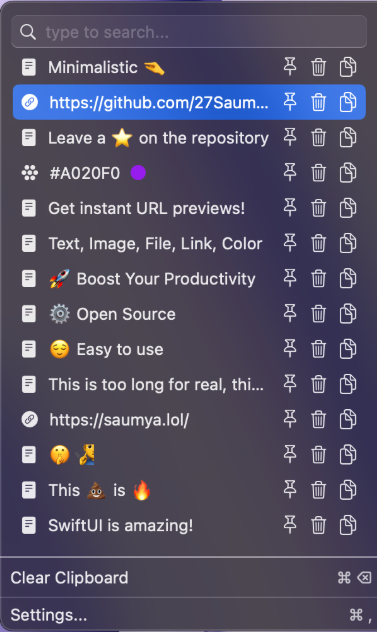 type to search...
Minimalistic 🤏
https://github.com/27Saum...
Leave a ⭐ on the repository
#A020F0
Get instant URL previews!
Text, Image, File, Link, Color
🚀 Boost Your Productivity
⚙️ Open Source
😌 Easy to use
This is too long for real, thi...
https://saumya.lol/
🤫 🧏‍♂️
This 💩 is 🔥
SwiftUI is amazing!
Clear Clipboard ⌘ ⌫
Settings... ⌘ ,